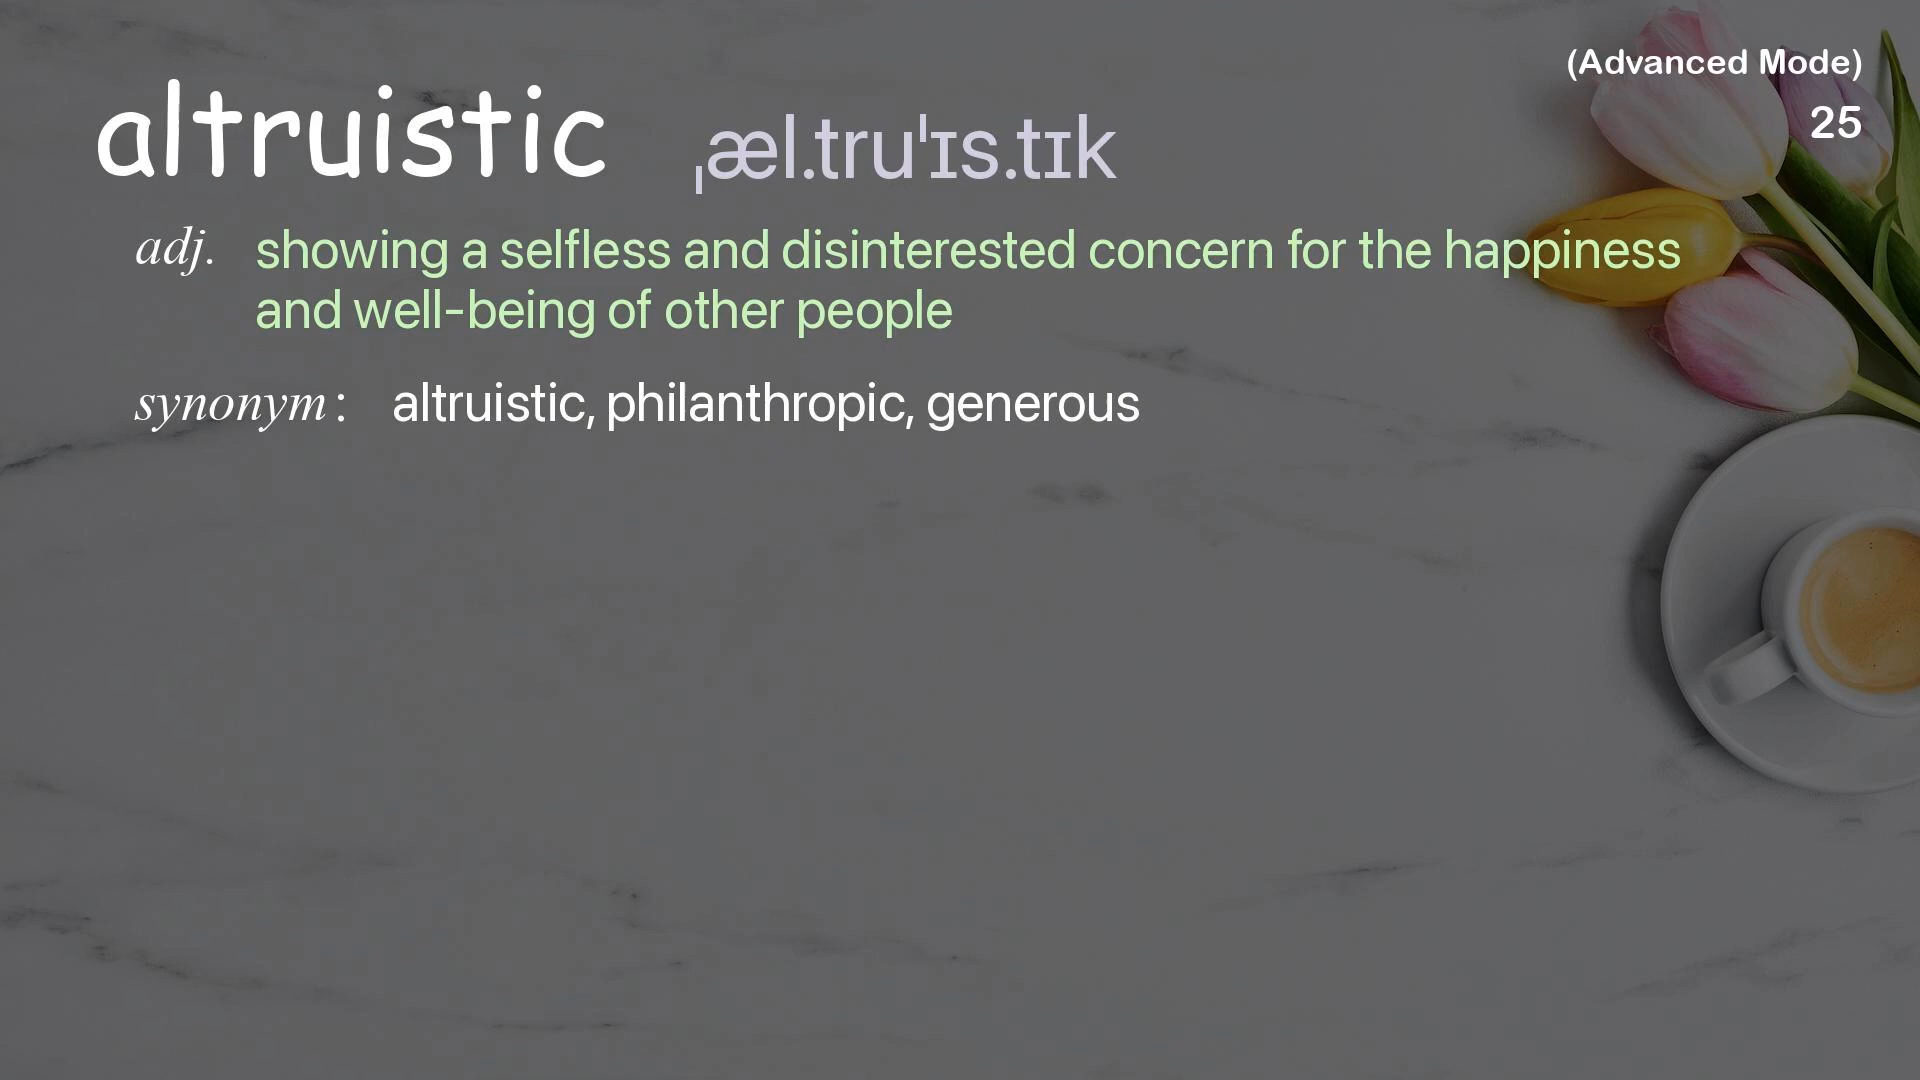 (Advanced Mode)
altruistic ˌæl.truˈɪs.tɪk
25
adj. showing a selfless and disinterested concern for the happiness
and well-being of other people
synonym: altruistic, philanthropic, generous